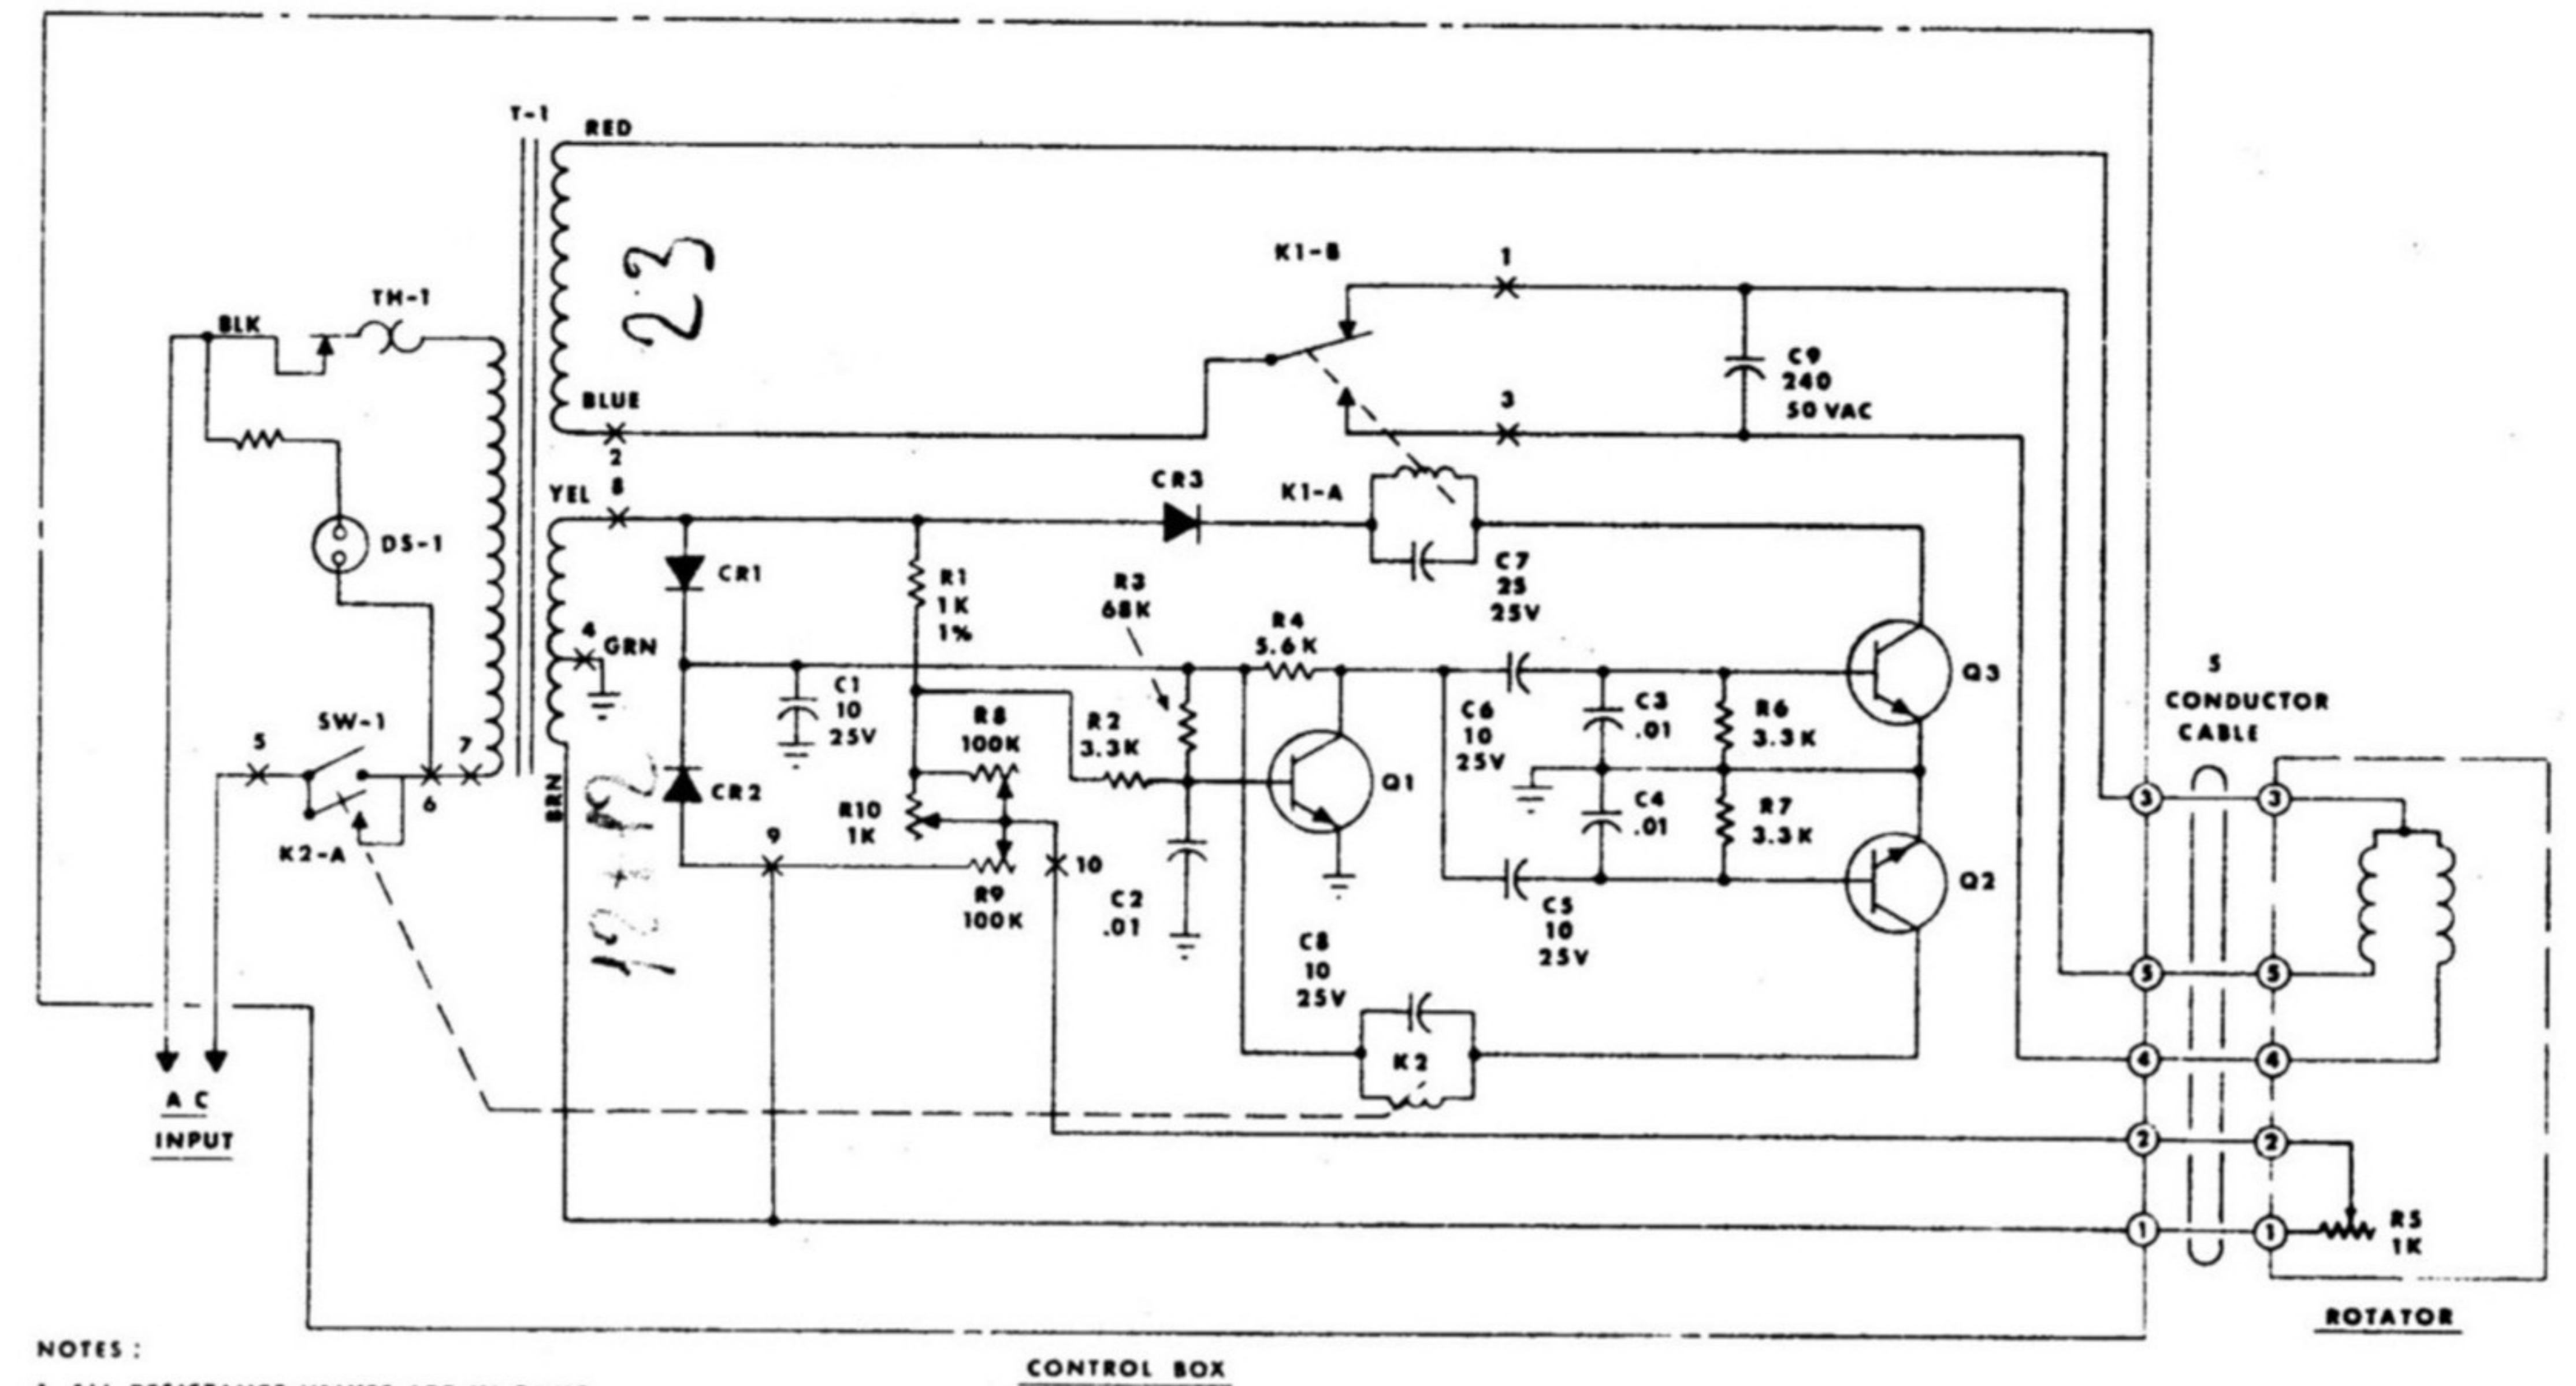 T-1
RED
23
K1-B
1
TH-1
BLK
C9
240
50 VAC
BLUE
3
2
YEL
8
CR3
K1-A
DS-1
CR1
R1
1K
1%
R3
68K
C7
25
25V
R4
5.6K
4
GRN
Q3
5
CONDUCTOR
CABLE
C1
10
25V
R8
100K
R2
3.3K
C6
10
25V
C3
.01
R6
3.3K
SW-1
5
7
6
BRN
CR2
R10
1K
9
10
Q1
C4
.01
R7
3.3K
Q2
3
3
K2-A
R9
100K
C2
.01
C8
10
25V
C5
10
25V
5
5
K2
4
4
AC
INPUT
2
2
1
1
R5
1K
ROTATOR
NOTES :
CONTROL BOX